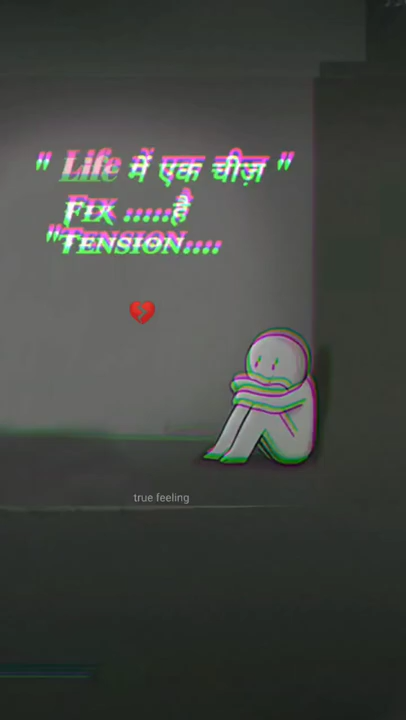 " Life में एक चीज़ "
FIX .....है
"TENSION....
true feeling